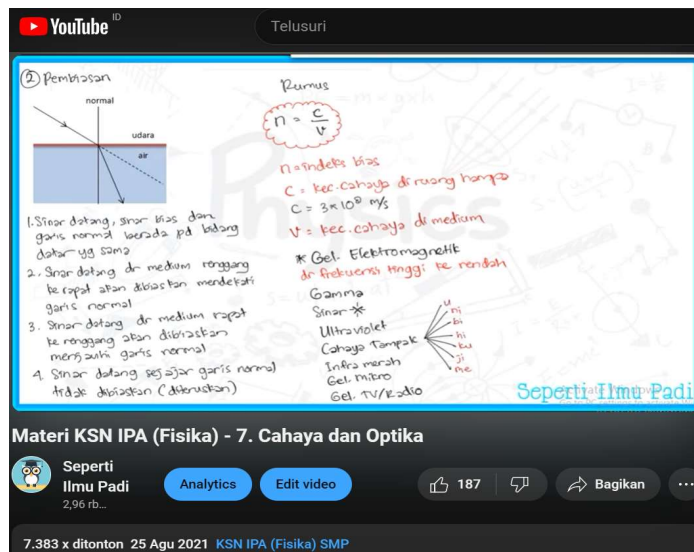 YouTube ID
Telusuri
2 Pembiasan
normal
udara
air
1. Sinar datang, sinar bias dan
garis normal berada pd bidang
datar yg sama
2. Sinar datang dr medium renggang
ke rapat akan dibiaskan mendekati
garis normal
3. Sinar datang dr medium rapat
ke renggang akan dibiaskan
menjauhi garis normal
4. Sinar datang sejajar garis normal
tidak dibiaskan (diteruskan)
Rumus
n = c/v
n = indeks bias
C = kec. cahaya di ruang hampa
C = 3 x 10⁸ m/s
V = kec. cahaya di medium
* Gel. Elektromagnetik
dr frekuensi tinggi ke rendah
Gamma
Sinar X
Ultraviolet
Cahaya Tampak
u
ni
bi
hi
ku
ji
me
Infra merah
Gel. mikro
Gel. TV/Radio
Physics
Seperti Ilmu Padi
Materi KSN IPA (Fisika) - 7. Cahaya dan Optika
Seperti
Ilmu Padi
2,96 rb...
Analytics
Edit video
187
Bagikan
...
7.383 x ditonton 25 Agu 2021 KSN IPA (Fisika) SMP